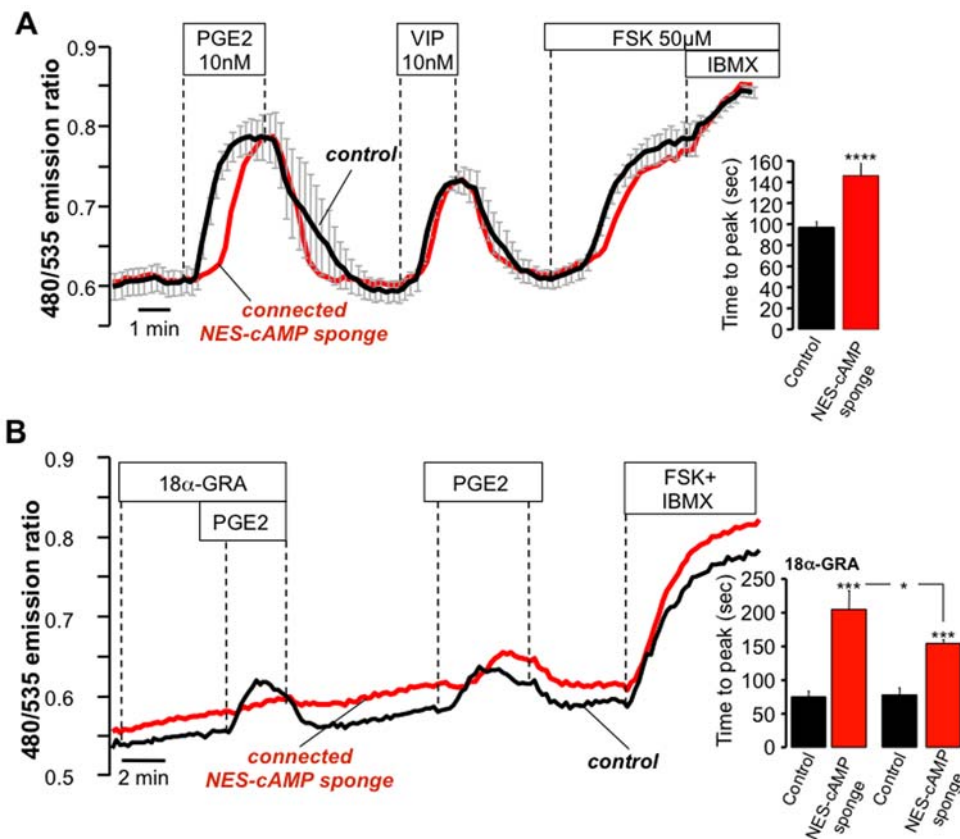 A
PGE2
10nM
VIP
10nM
FSK 50µM
IBMX
480/535 emission ratio
0.9
0.8
0.7
0.6
control
connected
NES-cAMP sponge
1 min
Time to peak (sec)
160
140
120
100
80
60
40
20
0
****
Control
NES-cAMP
sponge
B
18α-GRA
PGE2
PGE2
FSK+
IBMX
480/535 emission ratio
0.9
0.8
0.7
0.6
0.5
2 min
connected
NES-cAMP sponge
control
18α-GRA
Time to peak (sec)
250
200
150
100
50
0
***
*
***
Control
NES-cAMP
sponge
Control
NES-cAMP
sponge